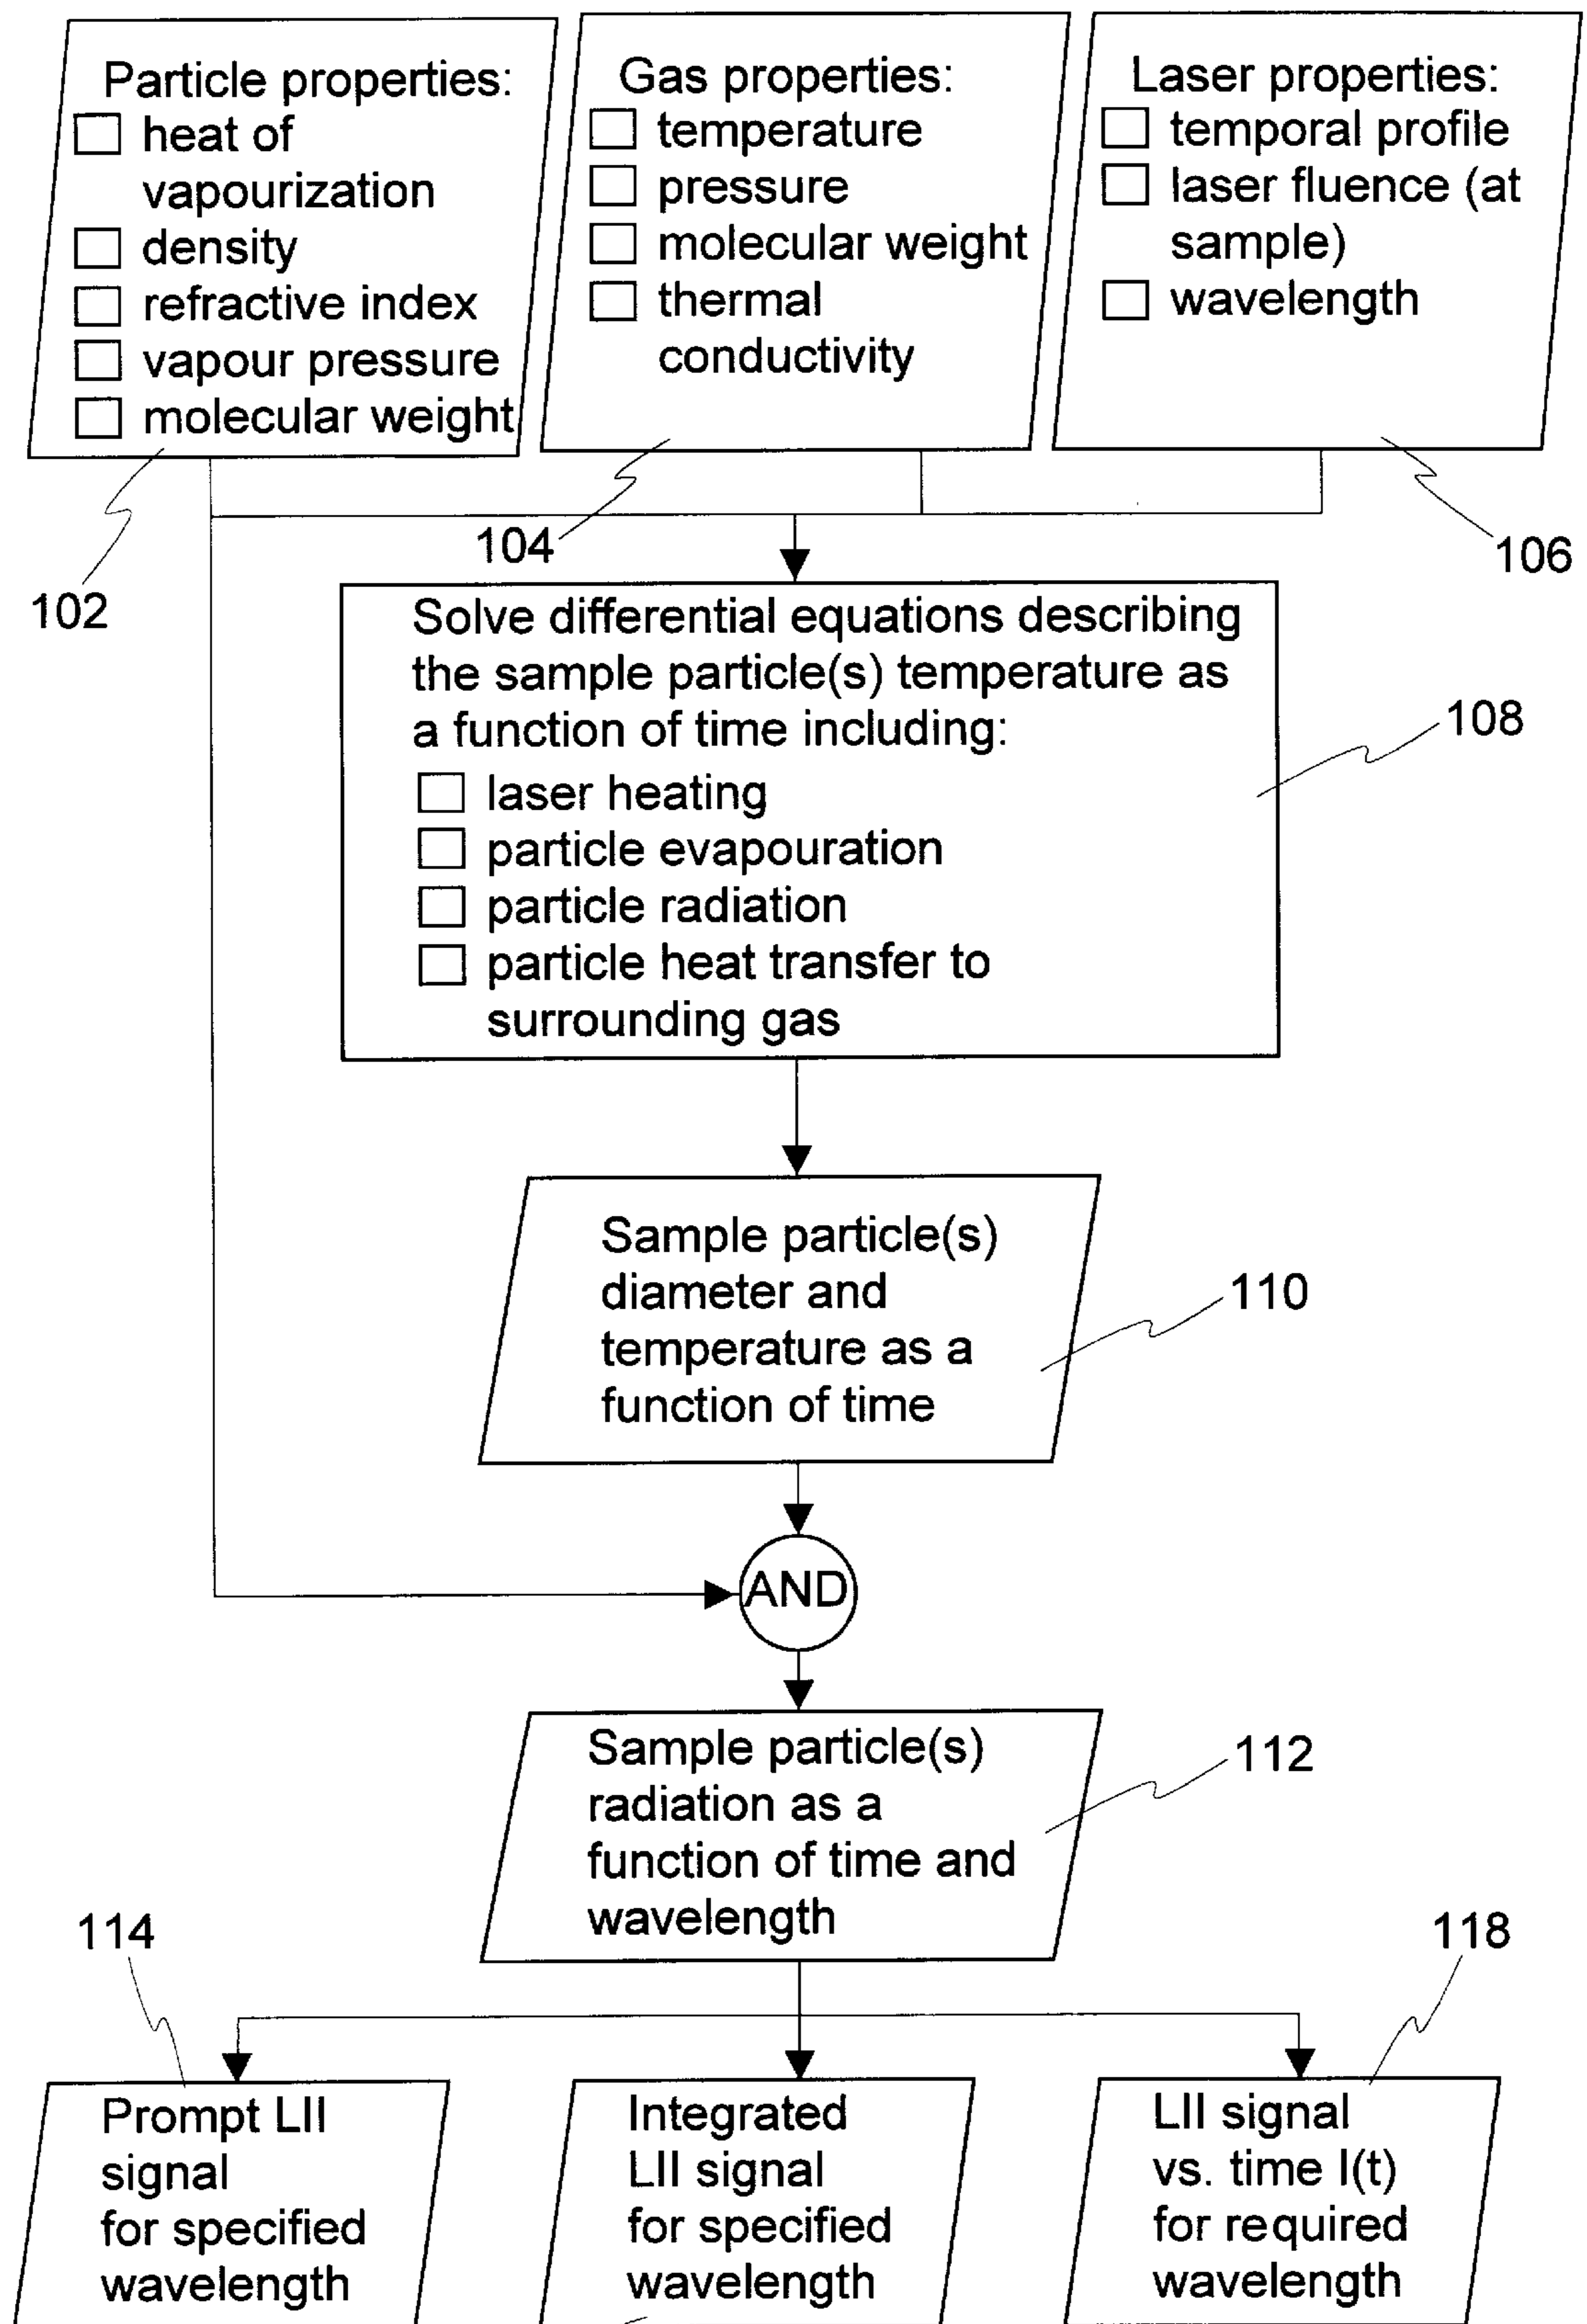 Particle properties:
heat of
vapourization
density
refractive index
vapour pressure
molecular weight
102
Gas properties:
temperature
pressure
molecular weight
thermal
conductivity
104
Laser properties:
temporal profile
laser fluence (at
sample)
wavelength
106
Solve differential equations describing
the sample particle(s) temperature as
a function of time including:
laser heating
particle evapouration
particle radiation
particle heat transfer to
surrounding gas
108
Sample particle(s)
diameter and
temperature as a
function of time
110
AND
Sample particle(s)
radiation as a
function of time and
wavelength
112
114
118
Prompt LII
signal
for specified
wavelength
Integrated
LII signal
for specified
wavelength
LII signal
vs. time I(t)
for required
wavelength